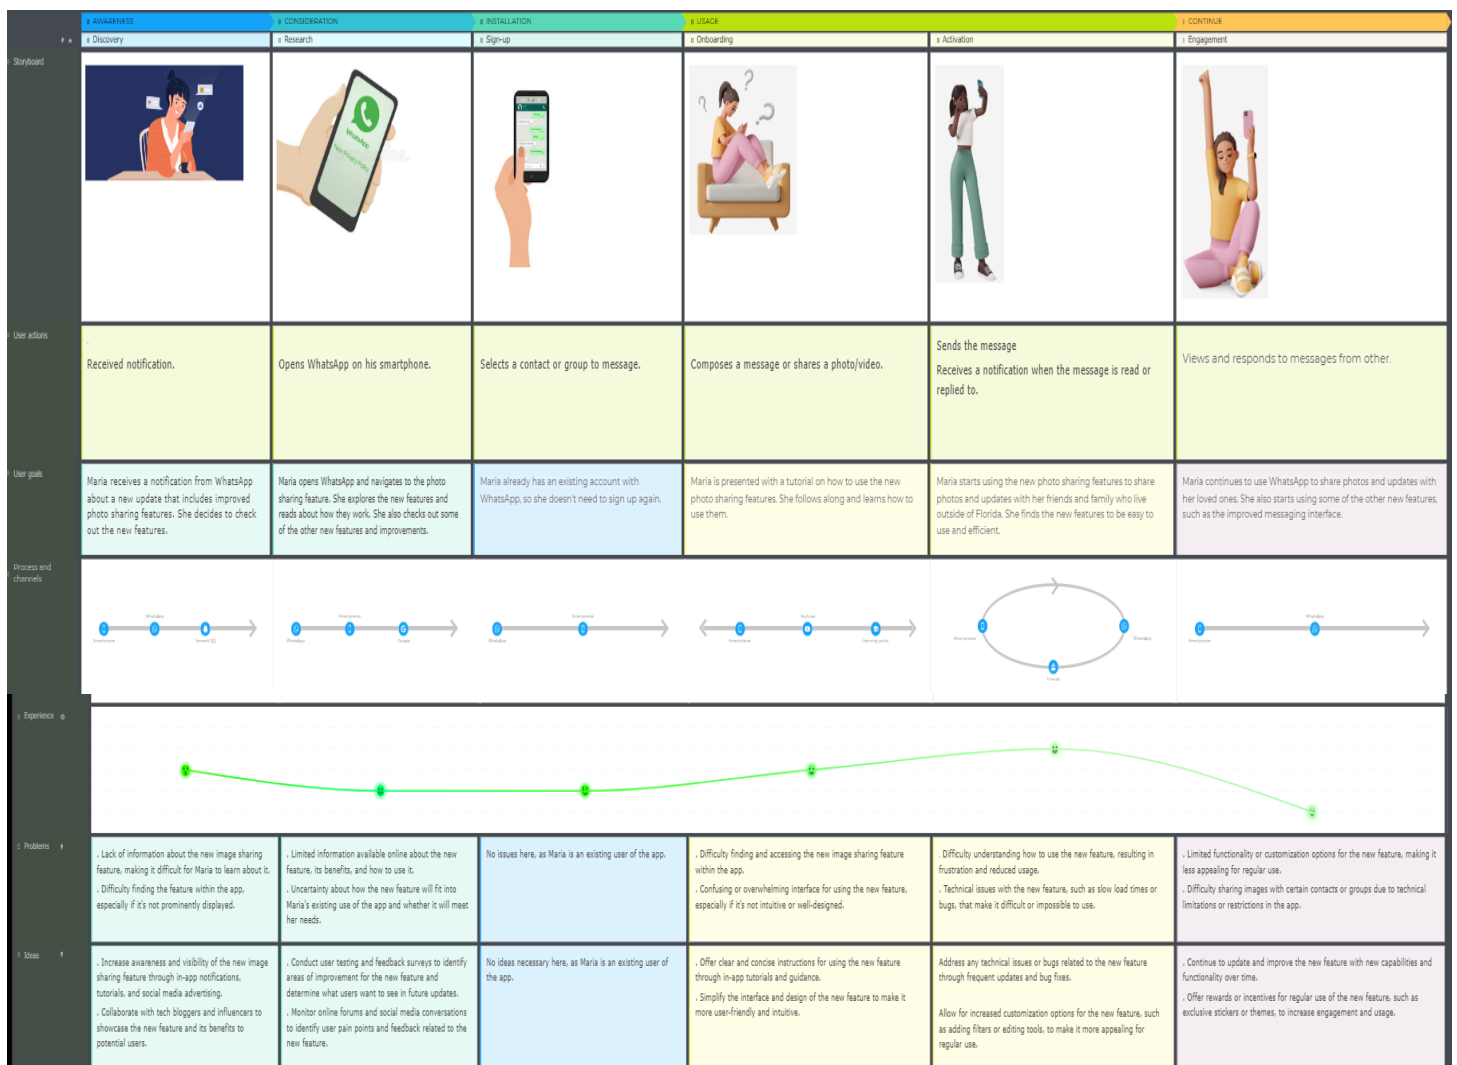 AWARENESS
CONSIDERATION
INSTALLATION
USAGE
CONTINUE
Discovery
Research
Sign-up
Onboarding
Activation
Engagement
Storyboard
WhatsApp
New Privacy Policy
User actions
Received notification.
Opens WhatsApp on his smartphone.
Selects a contact or group to message.
Composes a message or shares a photo/video.
Sends the message
Receives a notification when the message is read or
replied to.
Views and responds to messages from other.
User goals
Maria receives a notification from WhatsApp
about a new update that includes improved
photo sharing features. She decides to check
out the new features.
Maria opens WhatsApp and navigates to the photo
sharing feature. She explores the new features and
reads about how they work. She also checks out some
of the other new features and improvements.
Maria already has an existing account with
WhatsApp, so she doesn't need to sign up again.
Maria is presented with a tutorial on how to use the new
photo sharing features. She follows along and learns how to
use them.
Maria starts using the new photo sharing features to share
photos and updates with her friends and family who live
outside of Florida. She finds the new features to be easy to
use and efficient.
Maria continues to use WhatsApp to share photos and updates with
her loved ones. She also starts using some of the other new features,
such as the improved messaging interface.
Process and
channels
Smartphone
WhatsApp
WhatsApp
Smartphone
Google
WhatsApp
Smartphone
Smartphone
YouTube
Smartphone
WhatsApp
Friends
Smartphone
WhatsApp
Experience
Problems
. Lack of information about the new image sharing
feature, making it difficult for Maria to learn about it.
. Difficulty finding the feature within the app,
especially if it's not prominently displayed.
. Limited information available online about the new
feature, its benefits, and how to use it.
. Uncertainty about how the new feature will fit into
Maria's existing use of the app and whether it will meet
her needs.
No issues here, as Maria is an existing user of the app.
. Difficulty finding and accessing the new image sharing feature
within the app.
. Confusing or overwhelming interface for using the new feature,
especially if it's not intuitive or well-designed.
. Difficulty understanding how to use the new feature, resulting in
frustration and reduced usage.
. Technical issues with the new feature, such as slow load times or
bugs, that make it difficult or impossible to use.
. Limited functionality or customization options for the new feature, making it
less appealing for regular use.
. Difficulty sharing images with certain contacts or groups due to technical
limitations or restrictions in the app.
Ideas
. Increase awareness and visibility of the new image
sharing feature through in-app notifications,
tutorials, and social media advertising.
. Collaborate with tech bloggers and influencers to
showcase the new feature and its benefits to
potential users.
. Conduct user testing and feedback surveys to identify
areas of improvement for the new feature and
determine what users want to see in future updates.
. Monitor online forums and social media conversations
to identify user pain points and feedback related to the
new feature.
No ideas necessary here, as Maria is an existing user of
the app.
. Offer clear and concise instructions for using the new feature
through in-app tutorials and guidance.
. Simplify the interface and design of the new feature to make it
more user-friendly and intuitive.
Address any technical issues or bugs related to the new feature
through frequent updates and bug fixes.
Allow for increased customization options for the new feature, such
as adding filters or editing tools, to make it more appealing for
regular use.
. Continue to update and improve the new feature with new capabilities and
functionality over time.
. Offer rewards or incentives for regular use of the new feature, such as
exclusive stickers or themes, to increase engagement and usage.